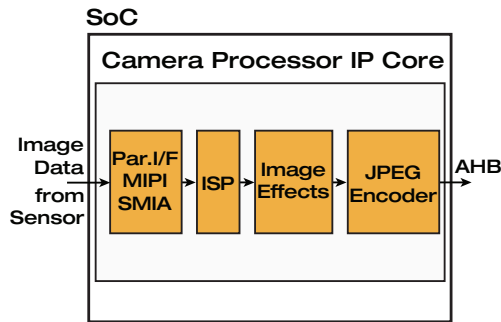 SoC
Camera Processor IP Core
Image
Data
from
Sensor
Par.I/F
MIPI
SMIA
ISP
Image
Effects
JPEG
Encoder
AHB